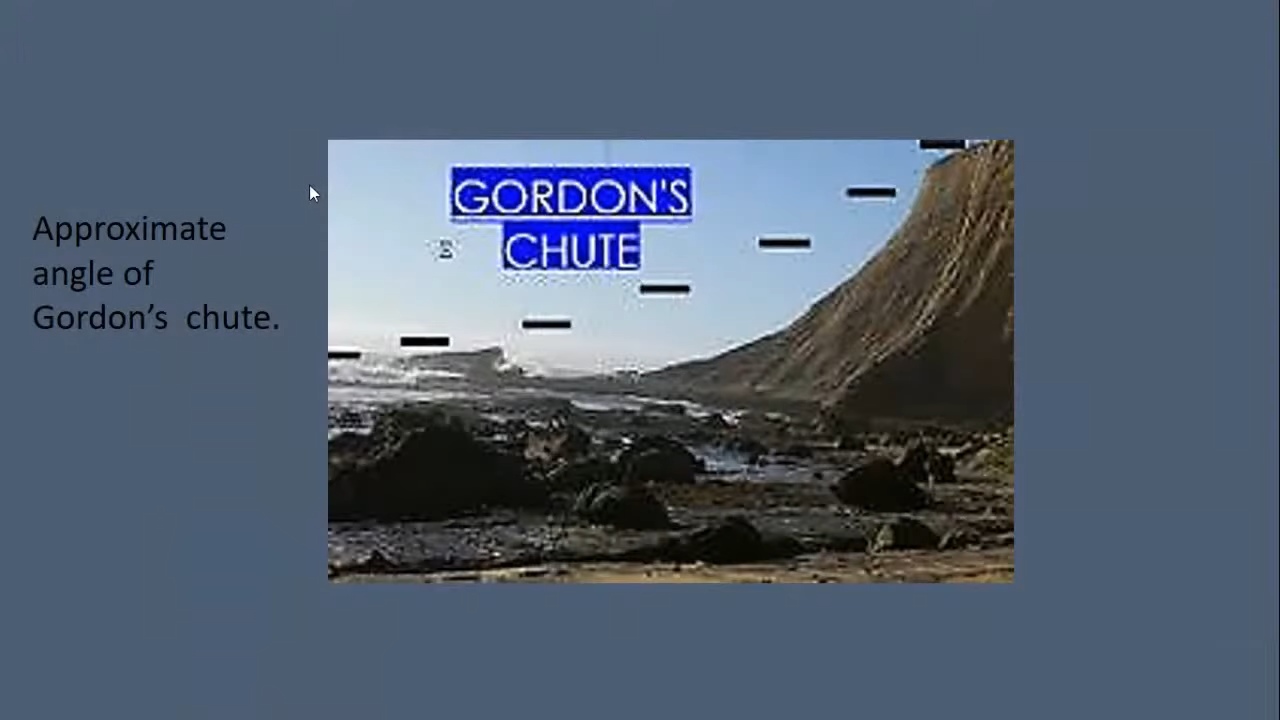 GORDON'S
CHUTE
Approximate
angle of
Gordon’s  chute.